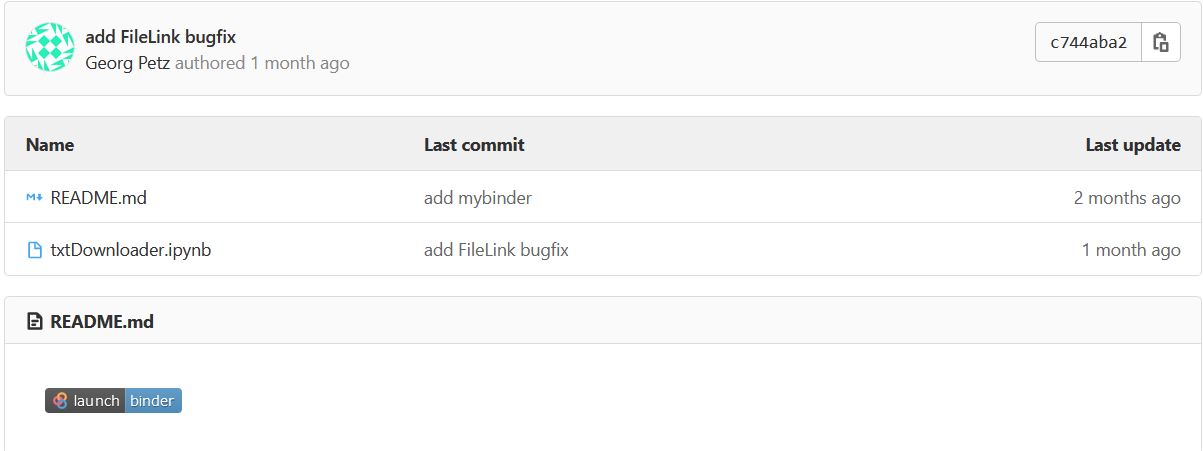 add FileLink bugfix
Georg Petz authored 1 month ago
c744aba2
Name Last commit Last update
README.md add mybinder 2 months ago
txtDownloader.ipynb add FileLink bugfix 1 month ago
README.md
launch binder